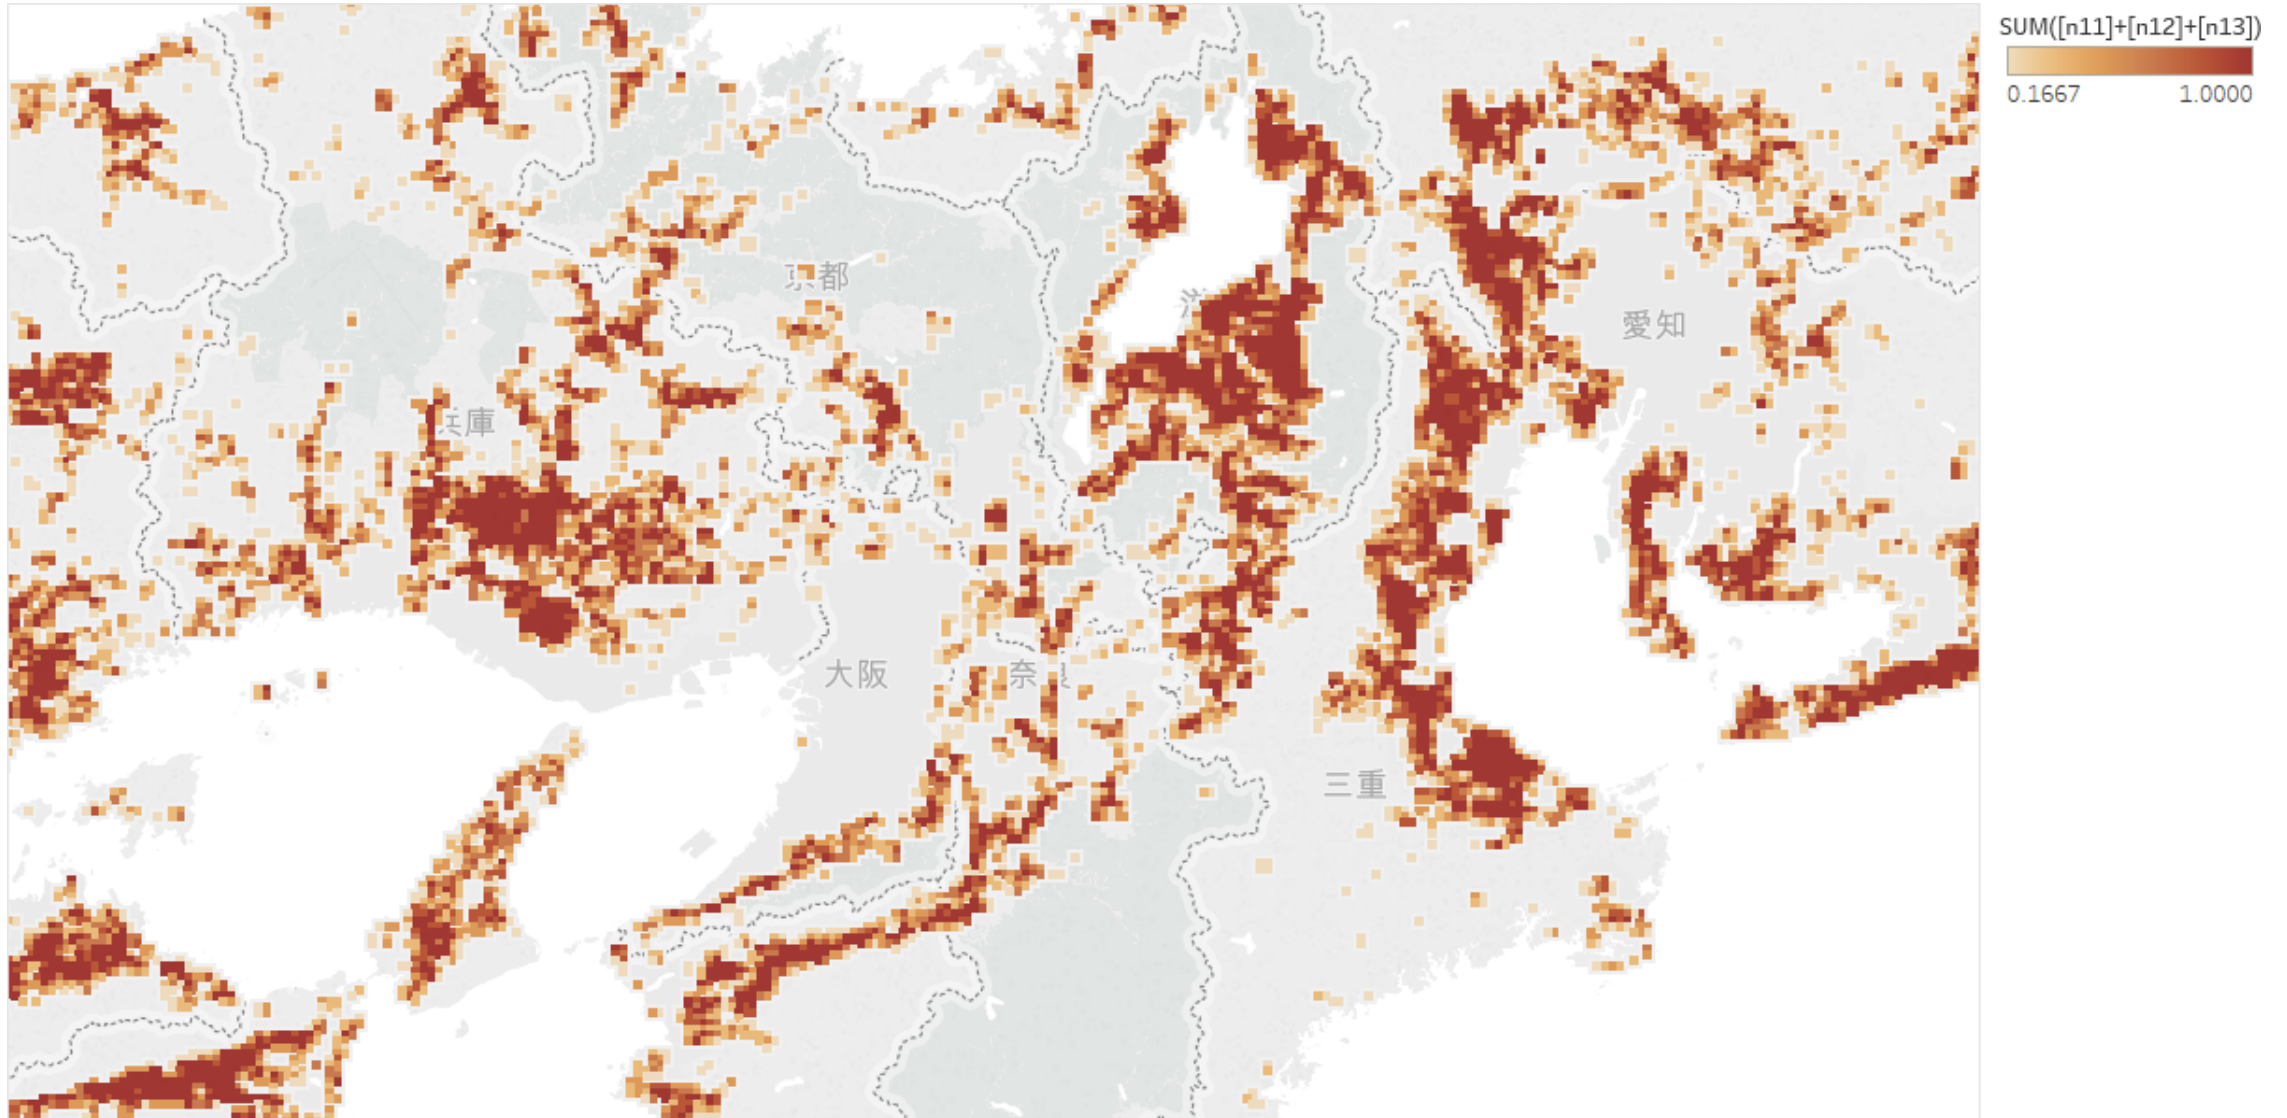 SUM([n11]+[n12]+[n13])
0.1667 1.0000
京都
愛知
兵庫
大阪
奈良
三重